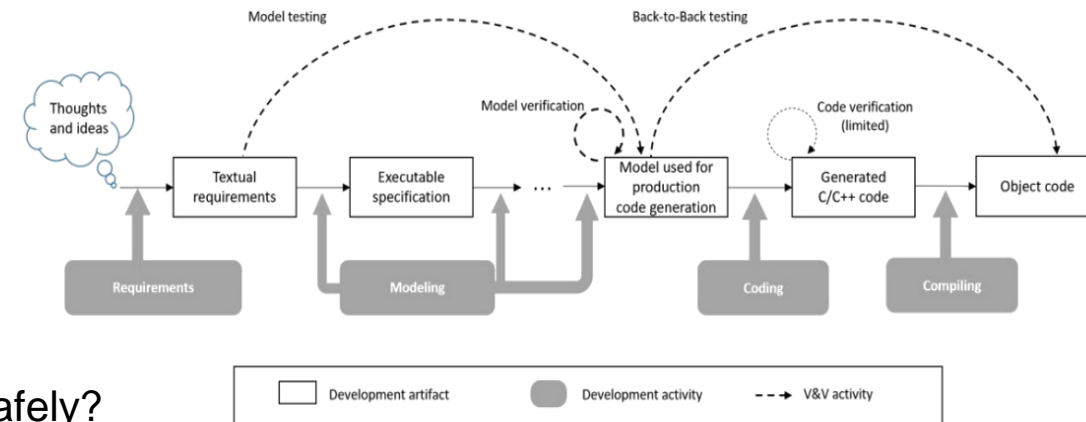 Model testing
Back-to-Back testing
Thoughts
and ideas
Model verification
Code verification
(limited)
Textual
requirements
Executable
specification
...
Model used for
production
code generation
Generated
C/C++ code
Object code
Requirements
Modeling
Coding
Compiling
afely?
Development artifact
Development activity
V&V activity